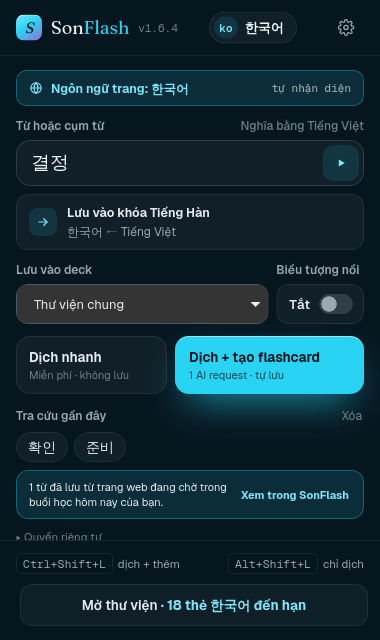 S SonFlash v1.6.4 ko 한국어
Ngôn ngữ trang: 한국어 tự nhận diện
Từ hoặc cụm từ Nghĩa bằng Tiếng Việt
결정
Lưu vào khóa Tiếng Hàn
한국어 ← Tiếng Việt
Lưu vào deck Biểu tượng nổi
Thư viện chung Tắt
Dịch nhanh Dịch + tạo flashcard
Miễn phí · không lưu 1 AI request · tự lưu
Tra cứu gần đây Xóa
확인 준비
1 từ đã lưu từ trang web đang chờ trong
buổi học hôm nay của bạn. Xem trong SonFlash
▸ Quyền riêng tư
Ctrl+Shift+L dịch + thêm Alt+Shift+L chỉ dịch
Mở thư viện · 18 thẻ 한국어 đến hạn